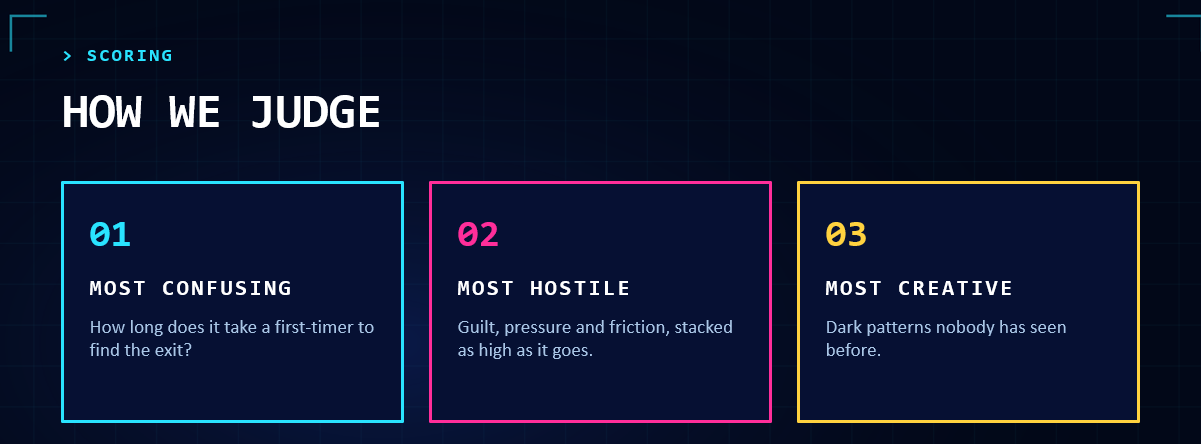 > SCORING
HOW WE JUDGE
01
MOST CONFUSING
How long does it take a first-timer to
find the exit?
02
MOST HOSTILE
Guilt, pressure and friction, stacked
as high as it goes.
03
MOST CREATIVE
Dark patterns nobody has seen
before.